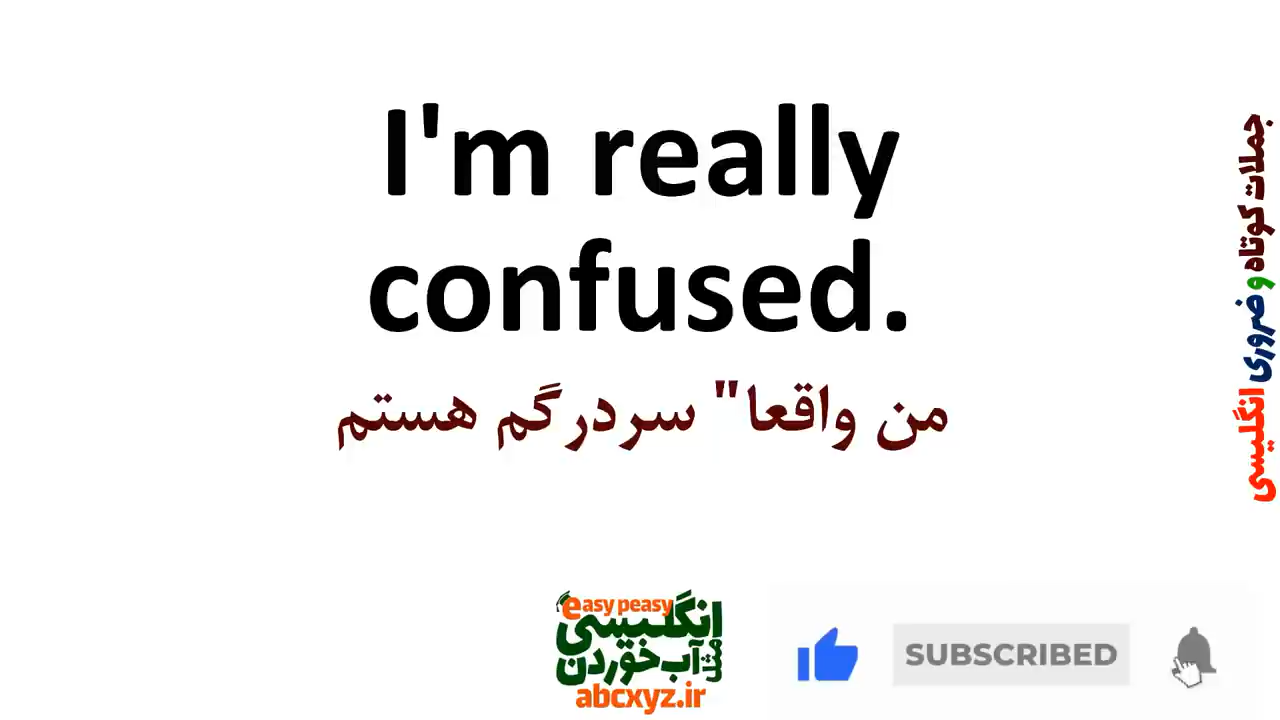 I'm really
confused.
من واقعا" سردرگم هستم
جملات کوتاه و ضروری انگلیسی
easy peasy
انگلیسی
مثل آب خوردن
abcxyz.ir
SUBSCRIBED